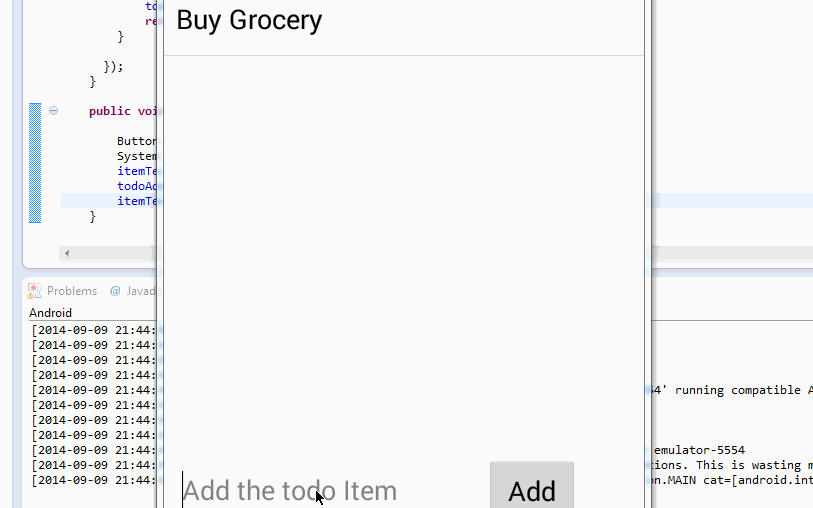 to
re
}
});
}
public voi
Button
System
itemTe
todoAd
itemTe
}
Buy Grocery
Add the todo Item
Add
Problems @ Javad
Android
[2014-09-09 21:44:
[2014-09-09 21:44:
[2014-09-09 21:44:
[2014-09-09 21:44:
[2014-09-09 21:44: 54' running compatible A
[2014-09-09 21:44:
[2014-09-09 21:44:
[2014-09-09 21:44:
[2014-09-09 21:44: emulator-5554
[2014-09-09 21:44: ions. This is wasting m
[2014-09-09 21:44: on.MAIN cat=[android.int